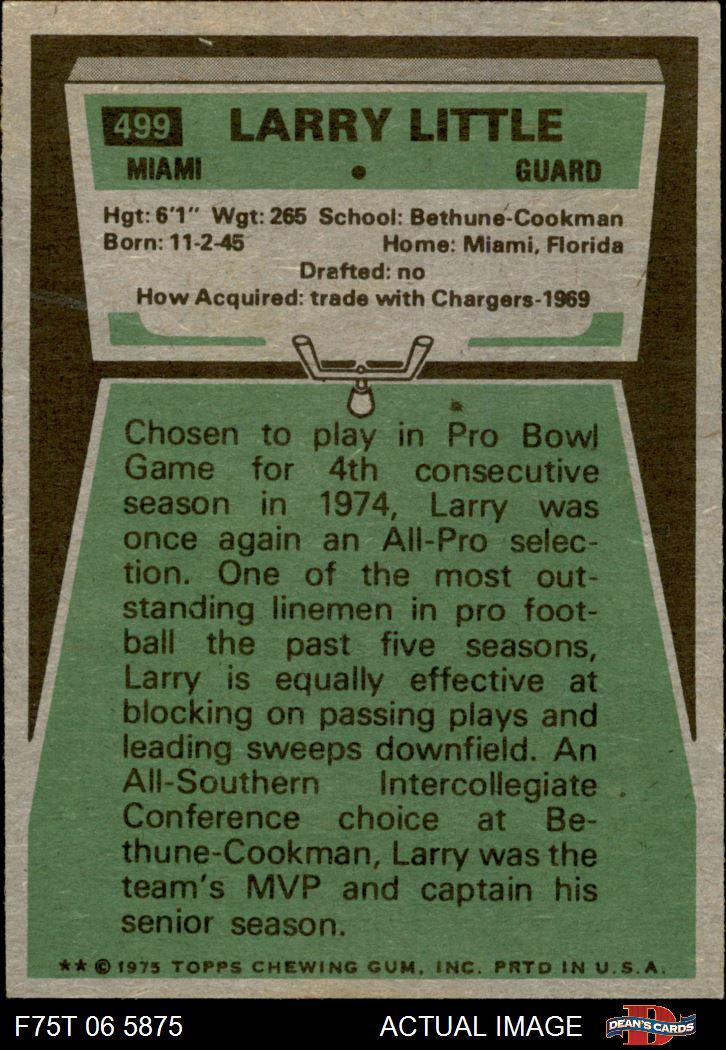 499 LARRY LITTLE
MIAMI • GUARD
Hgt: 6'1" Wgt: 265 School: Bethune-Cookman
Born: 11-2-45 Home: Miami, Florida
Drafted: no
How Acquired: trade with Chargers-1969
Chosen to play in Pro Bowl
Game for 4th consecutive
season in 1974, Larry was
once again an All-Pro selec-
tion. One of the most out-
standing linemen in pro foot-
ball the past five seasons,
Larry is equally effective at
blocking on passing plays and
leading sweeps downfield. An
All-Southern Intercollegiate
Conference choice at Be-
thune-Cookman, Larry was the
team's MVP and captain his
senior season.
★★ © 1975 TOPPS CHEWING GUM, INC. PRTD IN U.S.A.
F75T 06 5875 ACTUAL IMAGE D DEAN'S CARDS